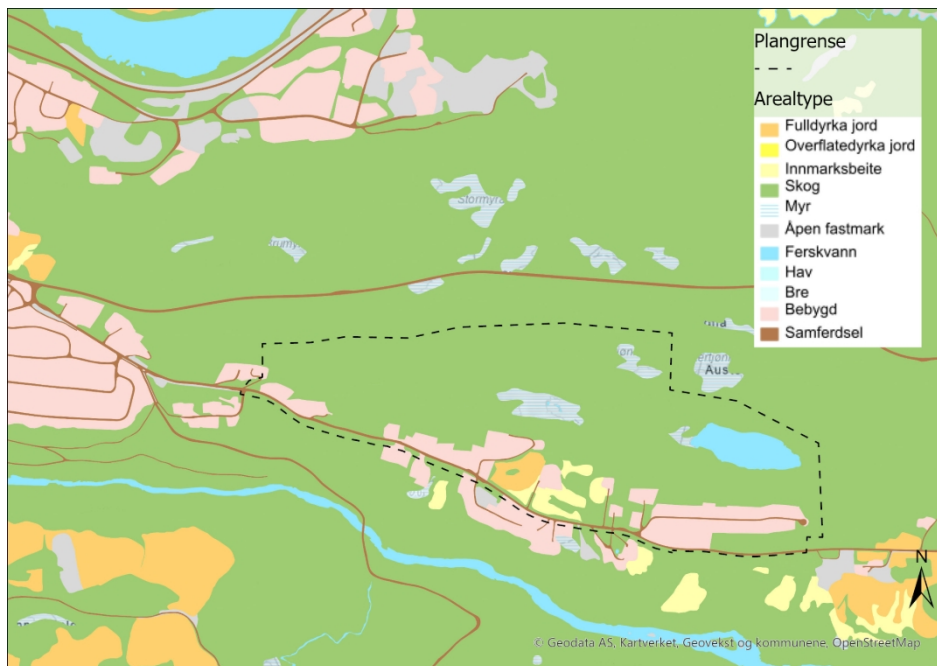 Plangrense
Arealtype
Fulldyrka jord
Overflatedyrka jord
Innmarksbeite
Skog
Myr
Åpen fastmark
Ferskvann
Hav
Bre
Bebygd
Samferdsel
Stormyra
Aus
N
© Geodata AS, Kartverket, Geovekst og kommunene, OpenStreetMap